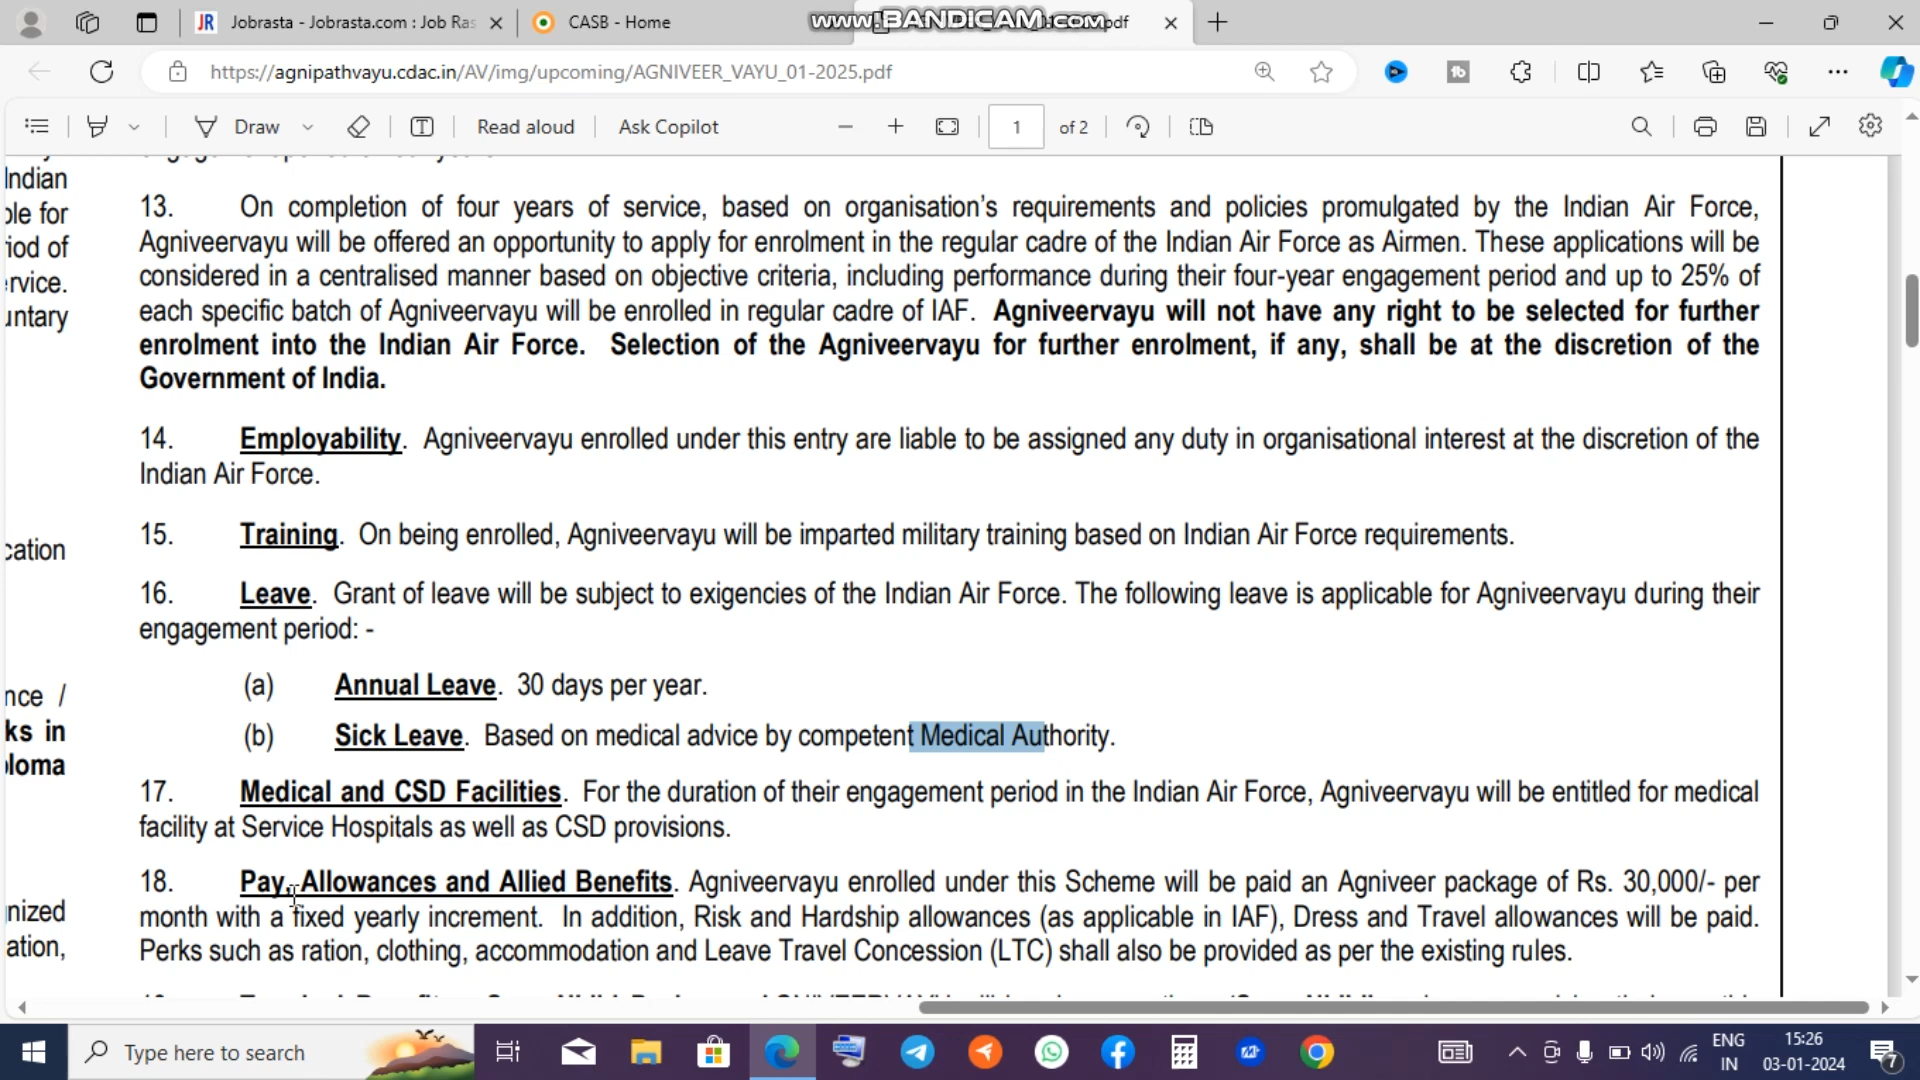 JR Jobrasta - Jobrasta.com : Job Ras
CASB - Home
www.BANDICAM.com
pdf
https://agnipathvayu.cdac.in/AV/img/upcoming/AGNIVEER_VAYU_01-2025.pdf
Draw
Read aloud
Ask Copilot
1 of 2
Indian
ble for
riod of
rvice.
untary
cation
nce /
ks in
loma
nized
ation,
13. On completion of four years of service, based on organisation's requirements and policies promulgated by the Indian Air Force,
Agniveervayu will be offered an opportunity to apply for enrolment in the regular cadre of the Indian Air Force as Airmen. These applications will be
considered in a centralised manner based on objective criteria, including performance during their four-year engagement period and up to 25% of
each specific batch of Agniveervayu will be enrolled in regular cadre of IAF. Agniveervayu will not have any right to be selected for further
enrolment into the Indian Air Force. Selection of the Agniveervayu for further enrolment, if any, shall be at the discretion of the
Government of India.
14. Employability. Agniveervayu enrolled under this entry are liable to be assigned any duty in organisational interest at the discretion of the
Indian Air Force.
15. Training. On being enrolled, Agniveervayu will be imparted military training based on Indian Air Force requirements.
16. Leave. Grant of leave will be subject to exigencies of the Indian Air Force. The following leave is applicable for Agniveervayu during their
engagement period: -
(a) Annual Leave. 30 days per year.
(b) Sick Leave. Based on medical advice by competent Medical Authority.
17. Medical and CSD Facilities. For the duration of their engagement period in the Indian Air Force, Agniveervayu will be entitled for medical
facility at Service Hospitals as well as CSD provisions.
18. Pay, Allowances and Allied Benefits. Agniveervayu enrolled under this Scheme will be paid an Agniveer package of Rs. 30,000/- per
month with a fixed yearly increment. In addition, Risk and Hardship allowances (as applicable in IAF), Dress and Travel allowances will be paid.
Perks such as ration, clothing, accommodation and Leave Travel Concession (LTC) shall also be provided as per the existing rules.
Type here to search
ENG
IN
15:26
03-01-2024
7